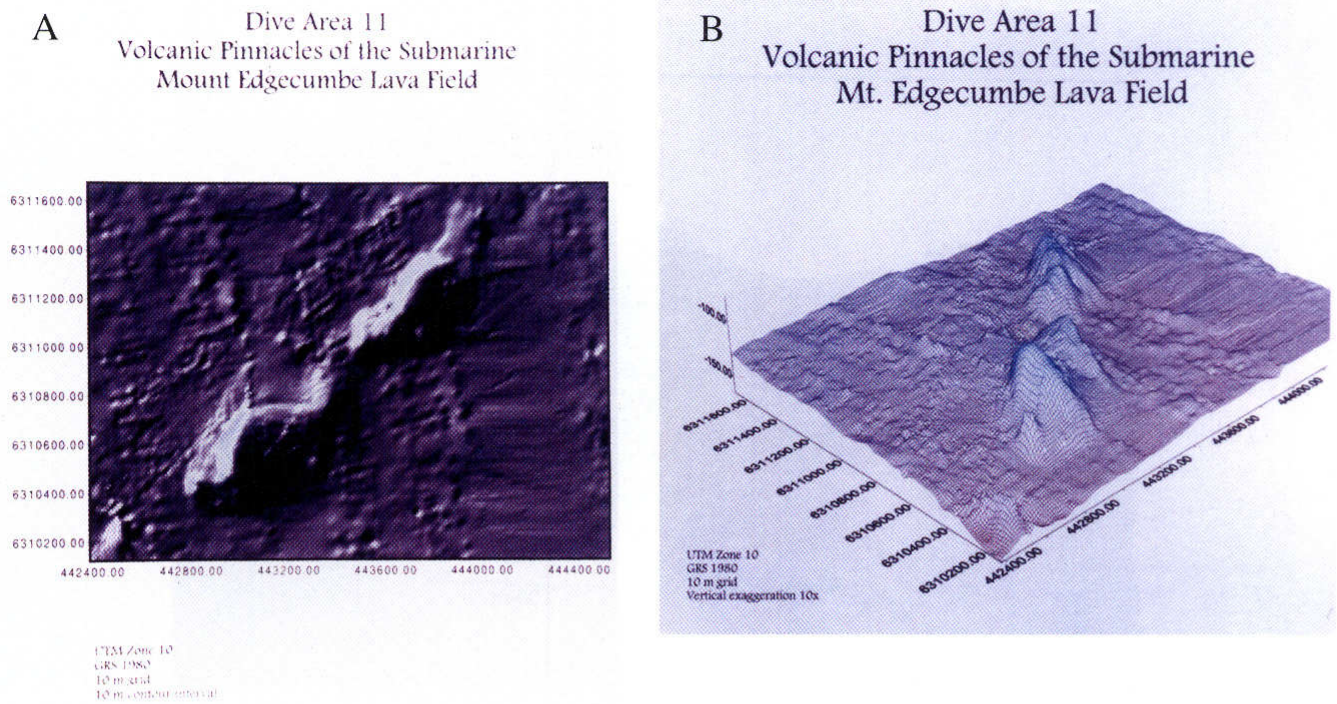 A
Dive Area 11
Volcanic Pinnacles of the Submarine
Mount Edgecumbe Lava Field
6311600.00
6311400.00
6311200.00
6311000.00
6310800.00
6310600.00
6310400.00
6310200.00
442400.00 442800.00 443200.00 443600.00 444000.00 444400.00
UTM Zone 10
GRS 1980
10 m grid
10 m contour interval
B
Dive Area 11
Volcanic Pinnacles of the Submarine
Mt. Edgecumbe Lava Field
-100.00
-150.00
6311600.00
6311400.00
6311200.00
6311000.00
6310800.00
6310600.00
6310400.00
6310200.00
442400.00
442800.00
443200.00
443600.00
444000.00
UTM Zone 10
GRS 1980
10 m grid
Vertical exaggeration 10x